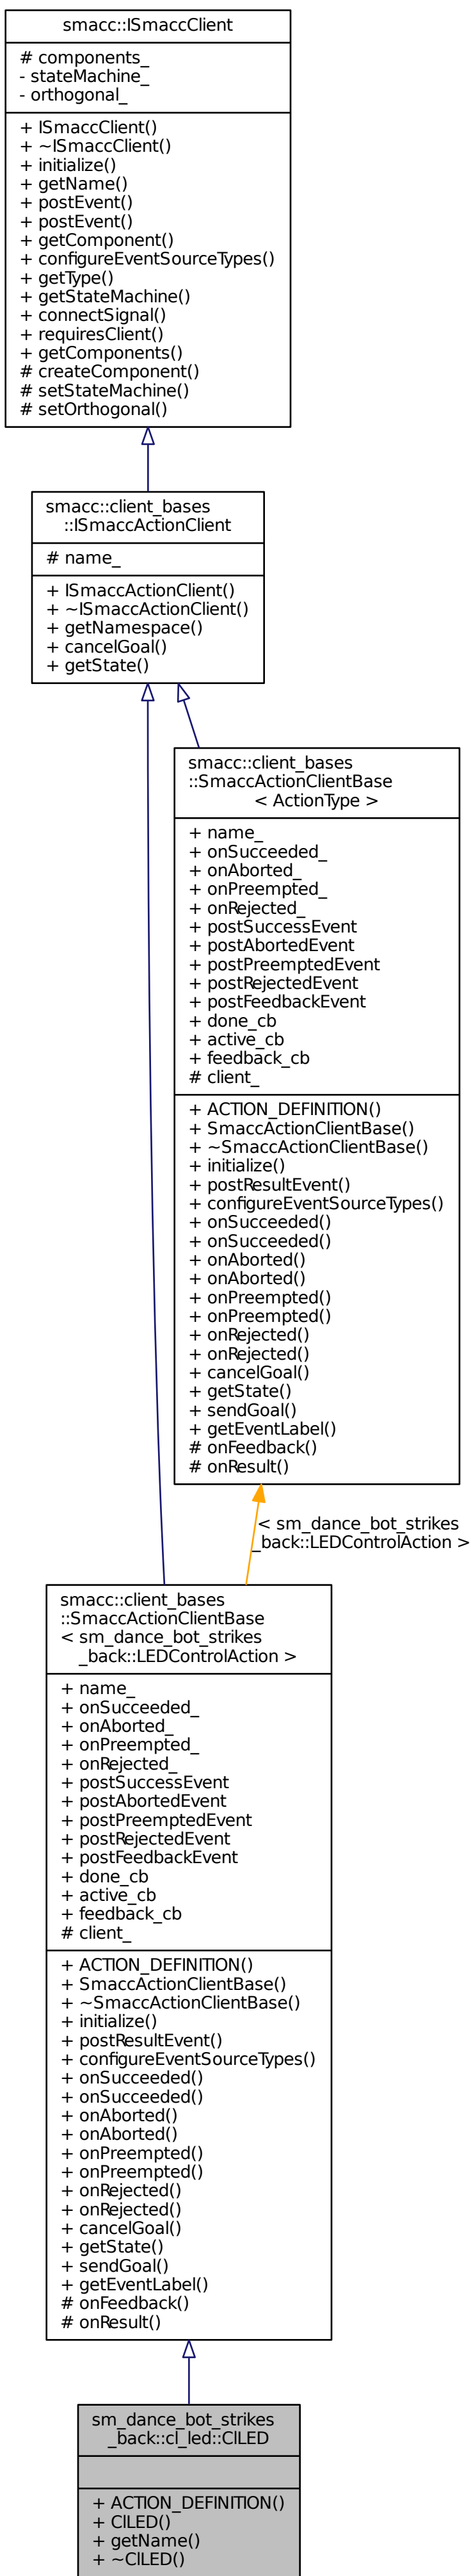 smacc::ISmaccClient
# components_
- stateMachine_
- orthogonal_
+ ISmaccClient()
+ ~ISmaccClient()
+ initialize()
+ getName()
+ postEvent()
+ postEvent()
+ getComponent()
+ configureEventSourceTypes()
+ getType()
+ getStateMachine()
+ connectSignal()
+ requiresClient()
+ getComponents()
# createComponent()
# setStateMachine()
# setOrthogonal()
smacc::client_bases
::ISmaccActionClient
# name_
+ ISmaccActionClient()
+ ~ISmaccActionClient()
+ getNamespace()
+ cancelGoal()
+ getState()
smacc::client_bases
::SmaccActionClientBase
< ActionType >
+ name_
+ onSucceeded_
+ onAborted_
+ onPreempted_
+ onRejected_
+ postSuccessEvent
+ postAbortedEvent
+ postPreemptedEvent
+ postRejectedEvent
+ postFeedbackEvent
+ done_cb
+ active_cb
+ feedback_cb
# client_
+ ACTION_DEFINITION()
+ SmaccActionClientBase()
+ ~SmaccActionClientBase()
+ initialize()
+ postResultEvent()
+ configureEventSourceTypes()
+ onSucceeded()
+ onSucceeded()
+ onAborted()
+ onAborted()
+ onPreempted()
+ onPreempted()
+ onRejected()
+ onRejected()
+ cancelGoal()
+ getState()
+ sendGoal()
+ getEventLabel()
# onFeedback()
# onResult()
< sm_dance_bot_strikes
_back::LEDControlAction >
smacc::client_bases
::SmaccActionClientBase
< sm_dance_bot_strikes
_back::LEDControlAction >
+ name_
+ onSucceeded_
+ onAborted_
+ onPreempted_
+ onRejected_
+ postSuccessEvent
+ postAbortedEvent
+ postPreemptedEvent
+ postRejectedEvent
+ postFeedbackEvent
+ done_cb
+ active_cb
+ feedback_cb
# client_
+ ACTION_DEFINITION()
+ SmaccActionClientBase()
+ ~SmaccActionClientBase()
+ initialize()
+ postResultEvent()
+ configureEventSourceTypes()
+ onSucceeded()
+ onSucceeded()
+ onAborted()
+ onAborted()
+ onPreempted()
+ onPreempted()
+ onRejected()
+ onRejected()
+ cancelGoal()
+ getState()
+ sendGoal()
+ getEventLabel()
# onFeedback()
# onResult()
sm_dance_bot_strikes
_back::cl_led::ClLED
+ ACTION_DEFINITION()
+ ClLED()
+ getName()
+ ~ClLED()